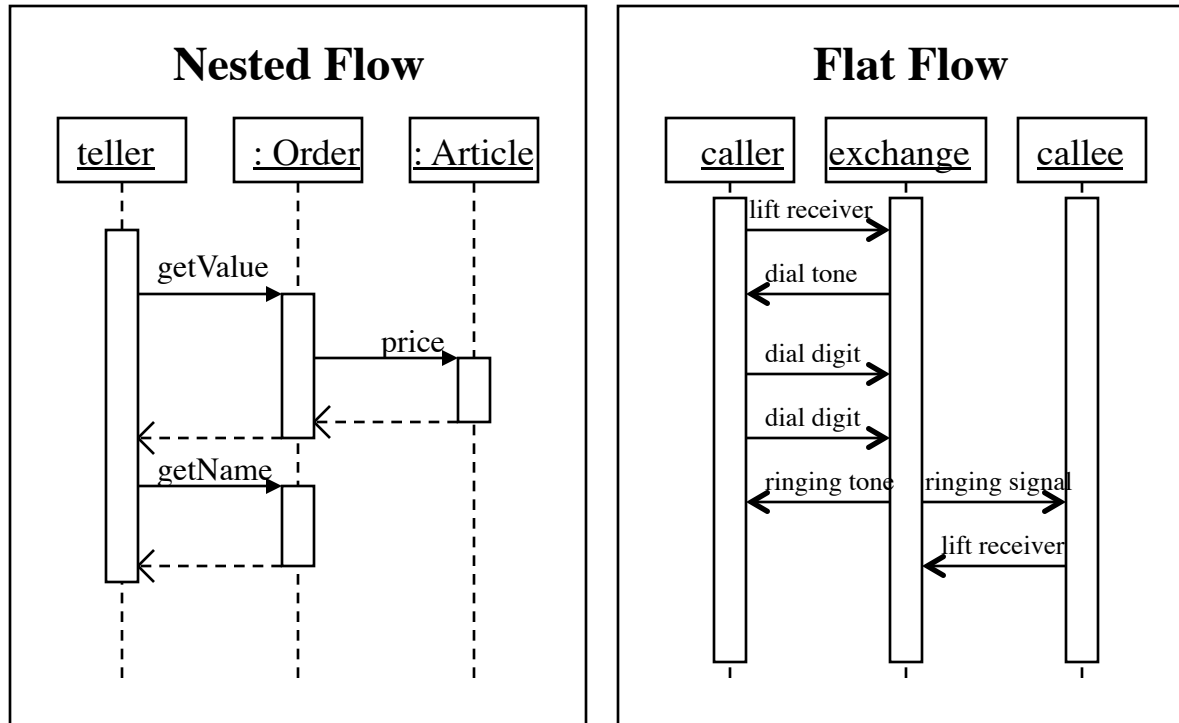 Nested Flow
teller
: Order
: Article
getValue
price
getName
Flat Flow
caller
exchange
callee
lift receiver
dial tone
dial digit
dial digit
ringing tone
ringing signal
lift receiver